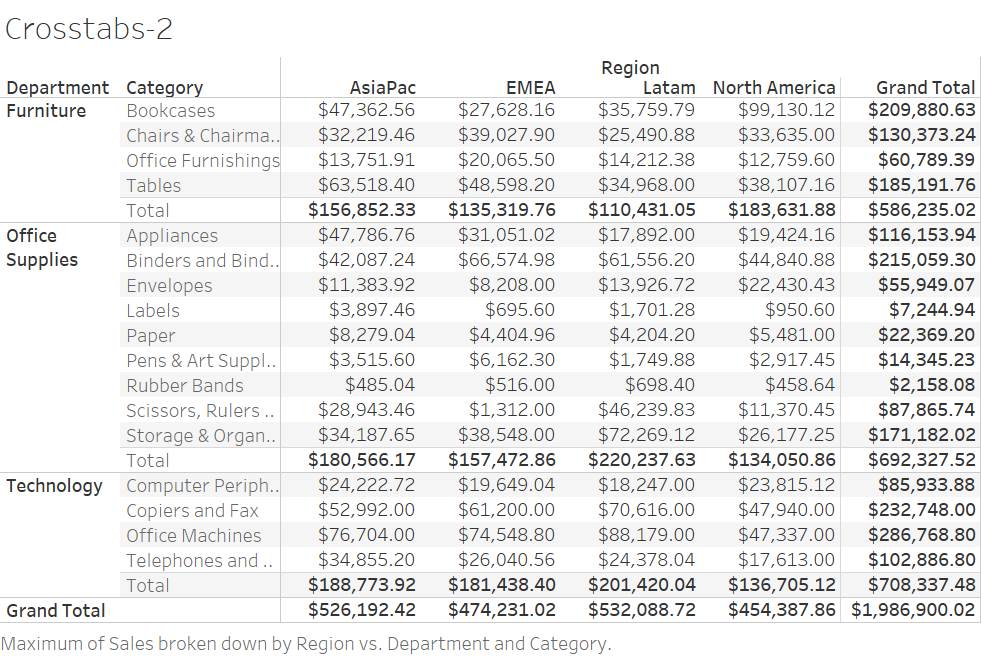 Crosstabs-2
Region
Department Category AsiaPac EMEA Latam North America Grand Total
Furniture Bookcases $47,362.56 $27,628.16 $35,759.79 $99,130.12 $209,880.63
Chairs & Chairma.. $32,219.46 $39,027.90 $25,490.88 $33,635.00 $130,373.24
Office Furnishings $13,751.91 $20,065.50 $14,212.38 $12,759.60 $60,789.39
Tables $63,518.40 $48,598.20 $34,968.00 $38,107.16 $185,191.76
Total $156,852.33 $135,319.76 $110,431.05 $183,631.88 $586,235.02
Office Appliances $47,786.76 $31,051.02 $17,892.00 $19,424.16 $116,153.94
Supplies Binders and Bind.. $42,087.24 $66,574.98 $61,556.20 $44,840.88 $215,059.30
Envelopes $11,383.92 $8,208.00 $13,926.72 $22,430.43 $55,949.07
Labels $3,897.46 $695.60 $1,701.28 $950.60 $7,244.94
Paper $8,279.04 $4,404.96 $4,204.20 $5,481.00 $22,369.20
Pens & Art Suppl.. $3,515.60 $6,162.30 $1,749.88 $2,917.45 $14,345.23
Rubber Bands $485.04 $516.00 $698.40 $458.64 $2,158.08
Scissors, Rulers .. $28,943.46 $1,312.00 $46,239.83 $11,370.45 $87,865.74
Storage & Organ.. $34,187.65 $38,548.00 $72,269.12 $26,177.25 $171,182.02
Total $180,566.17 $157,472.86 $220,237.63 $134,050.86 $692,327.52
Technology Computer Periph.. $24,222.72 $19,649.04 $18,247.00 $23,815.12 $85,933.88
Copiers and Fax $52,992.00 $61,200.00 $70,616.00 $47,940.00 $232,748.00
Office Machines $76,704.00 $74,548.80 $88,179.00 $47,337.00 $286,768.80
Telephones and .. $34,855.20 $26,040.56 $24,378.04 $17,613.00 $102,886.80
Total $188,773.92 $181,438.40 $201,420.04 $136,705.12 $708,337.48
Grand Total $526,192.42 $474,231.02 $532,088.72 $454,387.86 $1,986,900.02
Maximum of Sales broken down by Region vs. Department and Category.